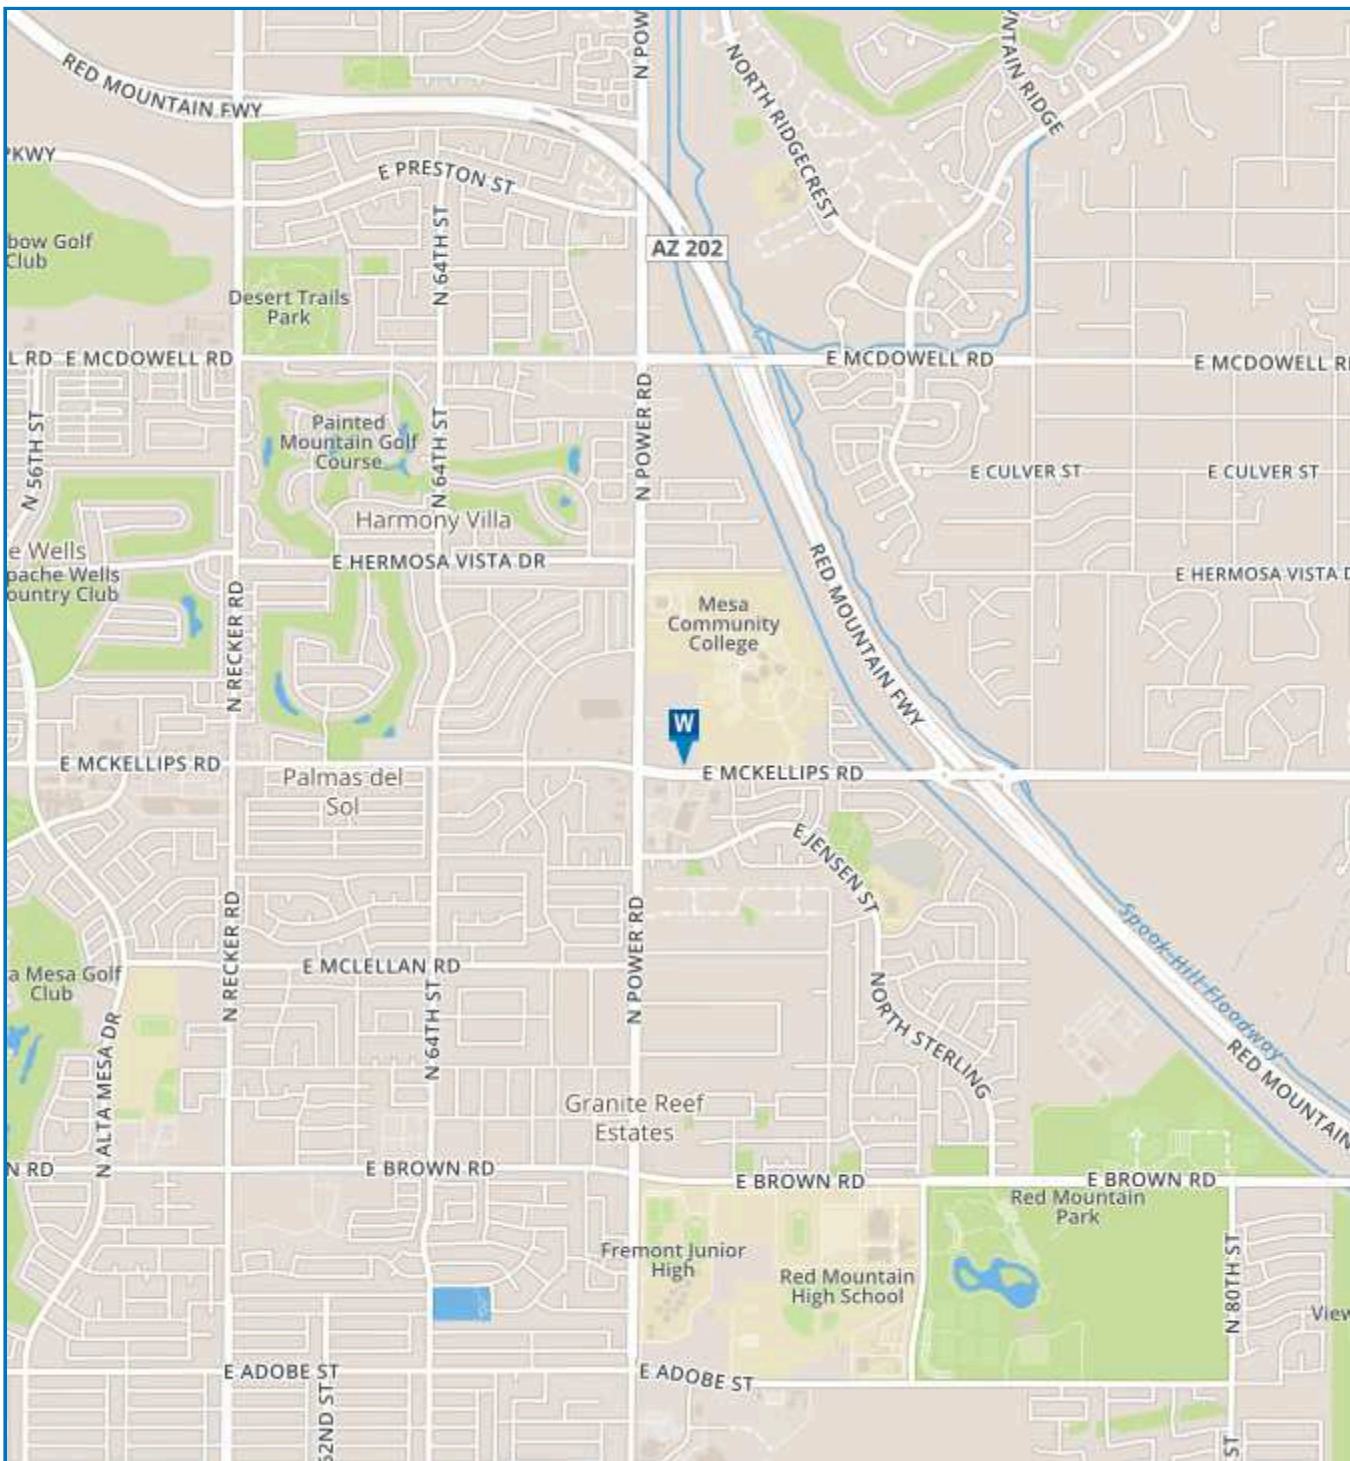 N POW
RED MOUNTAIN FWY
NORTH RIDGECREST
NTAIN RIDGE
PKWY
E PRESTON ST
N 64TH ST
bow Golf
Club
AZ 202
Desert Trails
Park
L RD
E MCDOWELL RD
E MCDOWELL RD
E MCDOWELL R
N 56TH ST
Painted
Mountain Golf
Course
N 64TH ST
N POWER RD
E CULVER ST
E CULVER ST
Harmony Villa
e Wells
pache Wells
ountry Club
E HERMOSA VISTA DR
RED MOUNTAIN FWY
E HERMOSA VISTA D
N RECKER RD
Mesa
Community
College
W
E MCKELLIPS RD
E MCKELLIPS RD
Palmas del
Sol
E JENSEN ST
N RECKER RD
N POWER RD
Spook Hill Floodway
a Mesa Golf
Club
E MCLELLAN RD
N 64TH ST
NORTH STERLING
N ALTA MESA DR
RED MOUNTAIN
Granite Reef
Estates
N RD
E BROWN RD
E BROWN RD
E BROWN RD
Red Mountain
Park
Fremont Junior
High
Red Mountain
High School
N 80TH ST
View
E ADOBE ST
E ADOBE ST
62ND ST
ST